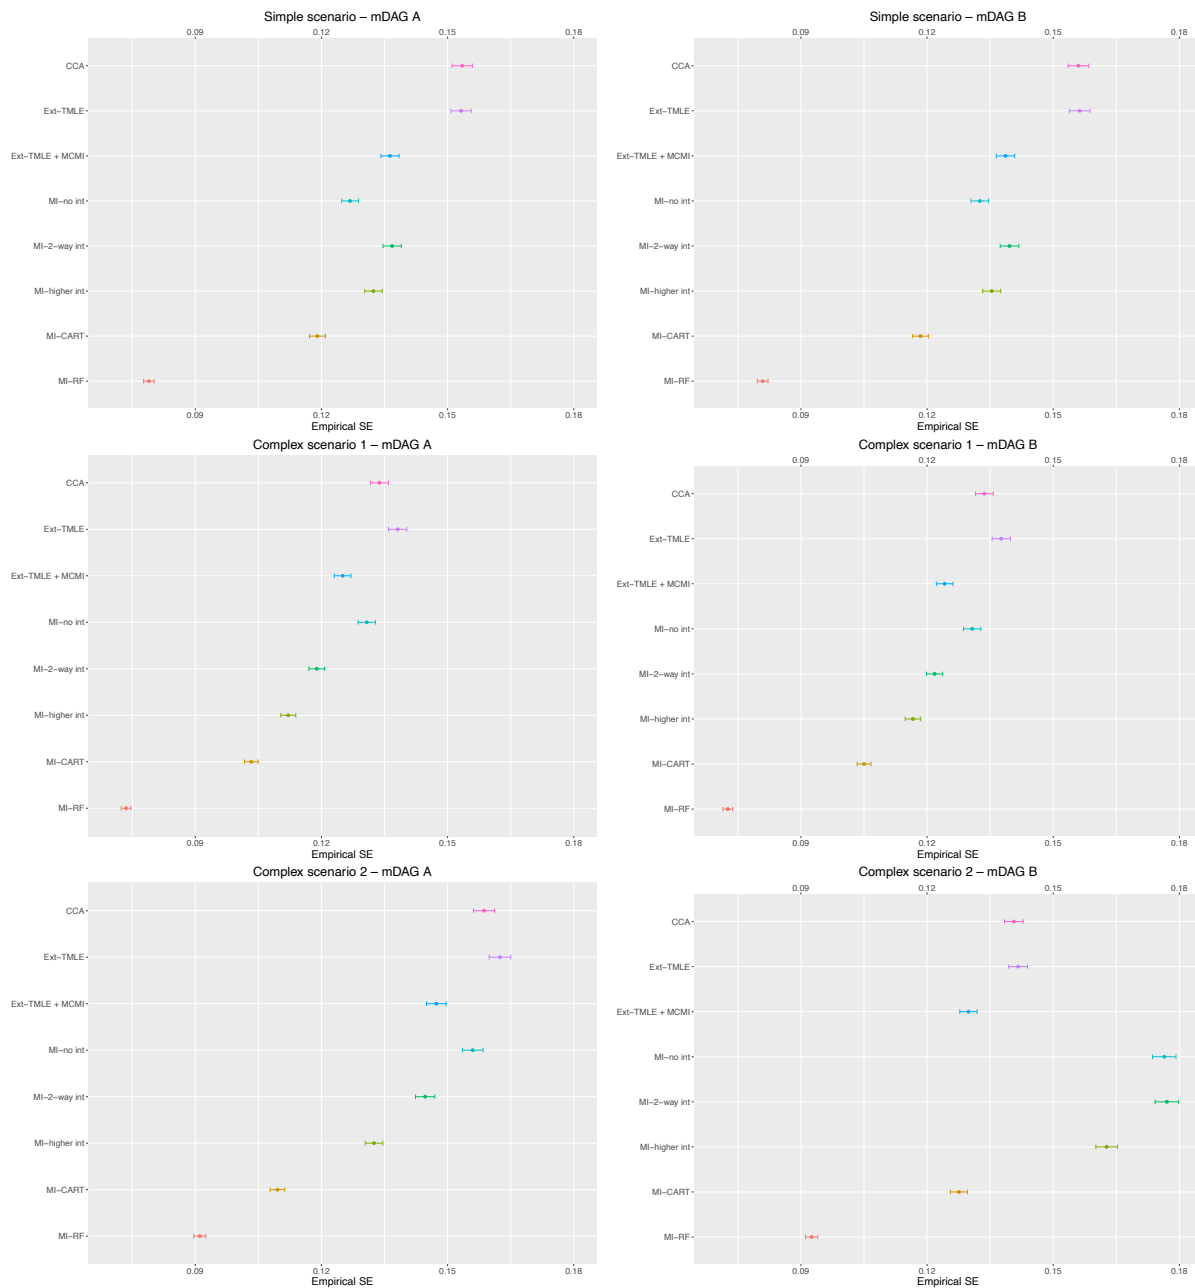 Simple scenario – mDAG A
0.09 0.12 0.15 0.18
CCA
Ext−TMLE
Ext−TMLE + MCMI
MI−no int
MI−2−way int
MI−higher int
MI−CART
MI−RF
0.09 0.12 0.15 0.18
Empirical SE
Simple scenario – mDAG B
0.09 0.12 0.15 0.18
CCA
Ext−TMLE
Ext−TMLE + MCMI
MI−no int
MI−2−way int
MI−higher int
MI−CART
MI−RF
0.09 0.12 0.15 0.18
Empirical SE
Complex scenario 1 – mDAG A
CCA
Ext−TMLE
Ext−TMLE + MCMI
MI−no int
MI−2−way int
MI−higher int
MI−CART
MI−RF
0.09 0.12 0.15 0.18
Empirical SE
Complex scenario 1 – mDAG B
0.09 0.12 0.15 0.18
CCA
Ext−TMLE
Ext−TMLE + MCMI
MI−no int
MI−2−way int
MI−higher int
MI−CART
MI−RF
0.09 0.12 0.15 0.18
Empirical SE
Complex scenario 2 – mDAG A
CCA
Ext−TMLE
Ext−TMLE + MCMI
MI−no int
MI−2−way int
MI−higher int
MI−CART
MI−RF
0.09 0.12 0.15 0.18
Empirical SE
Complex scenario 2 – mDAG B
0.09 0.12 0.15 0.18
CCA
Ext−TMLE
Ext−TMLE + MCMI
MI−no int
MI−2−way int
MI−higher int
MI−CART
MI−RF
0.09 0.12 0.15 0.18
Empirical SE